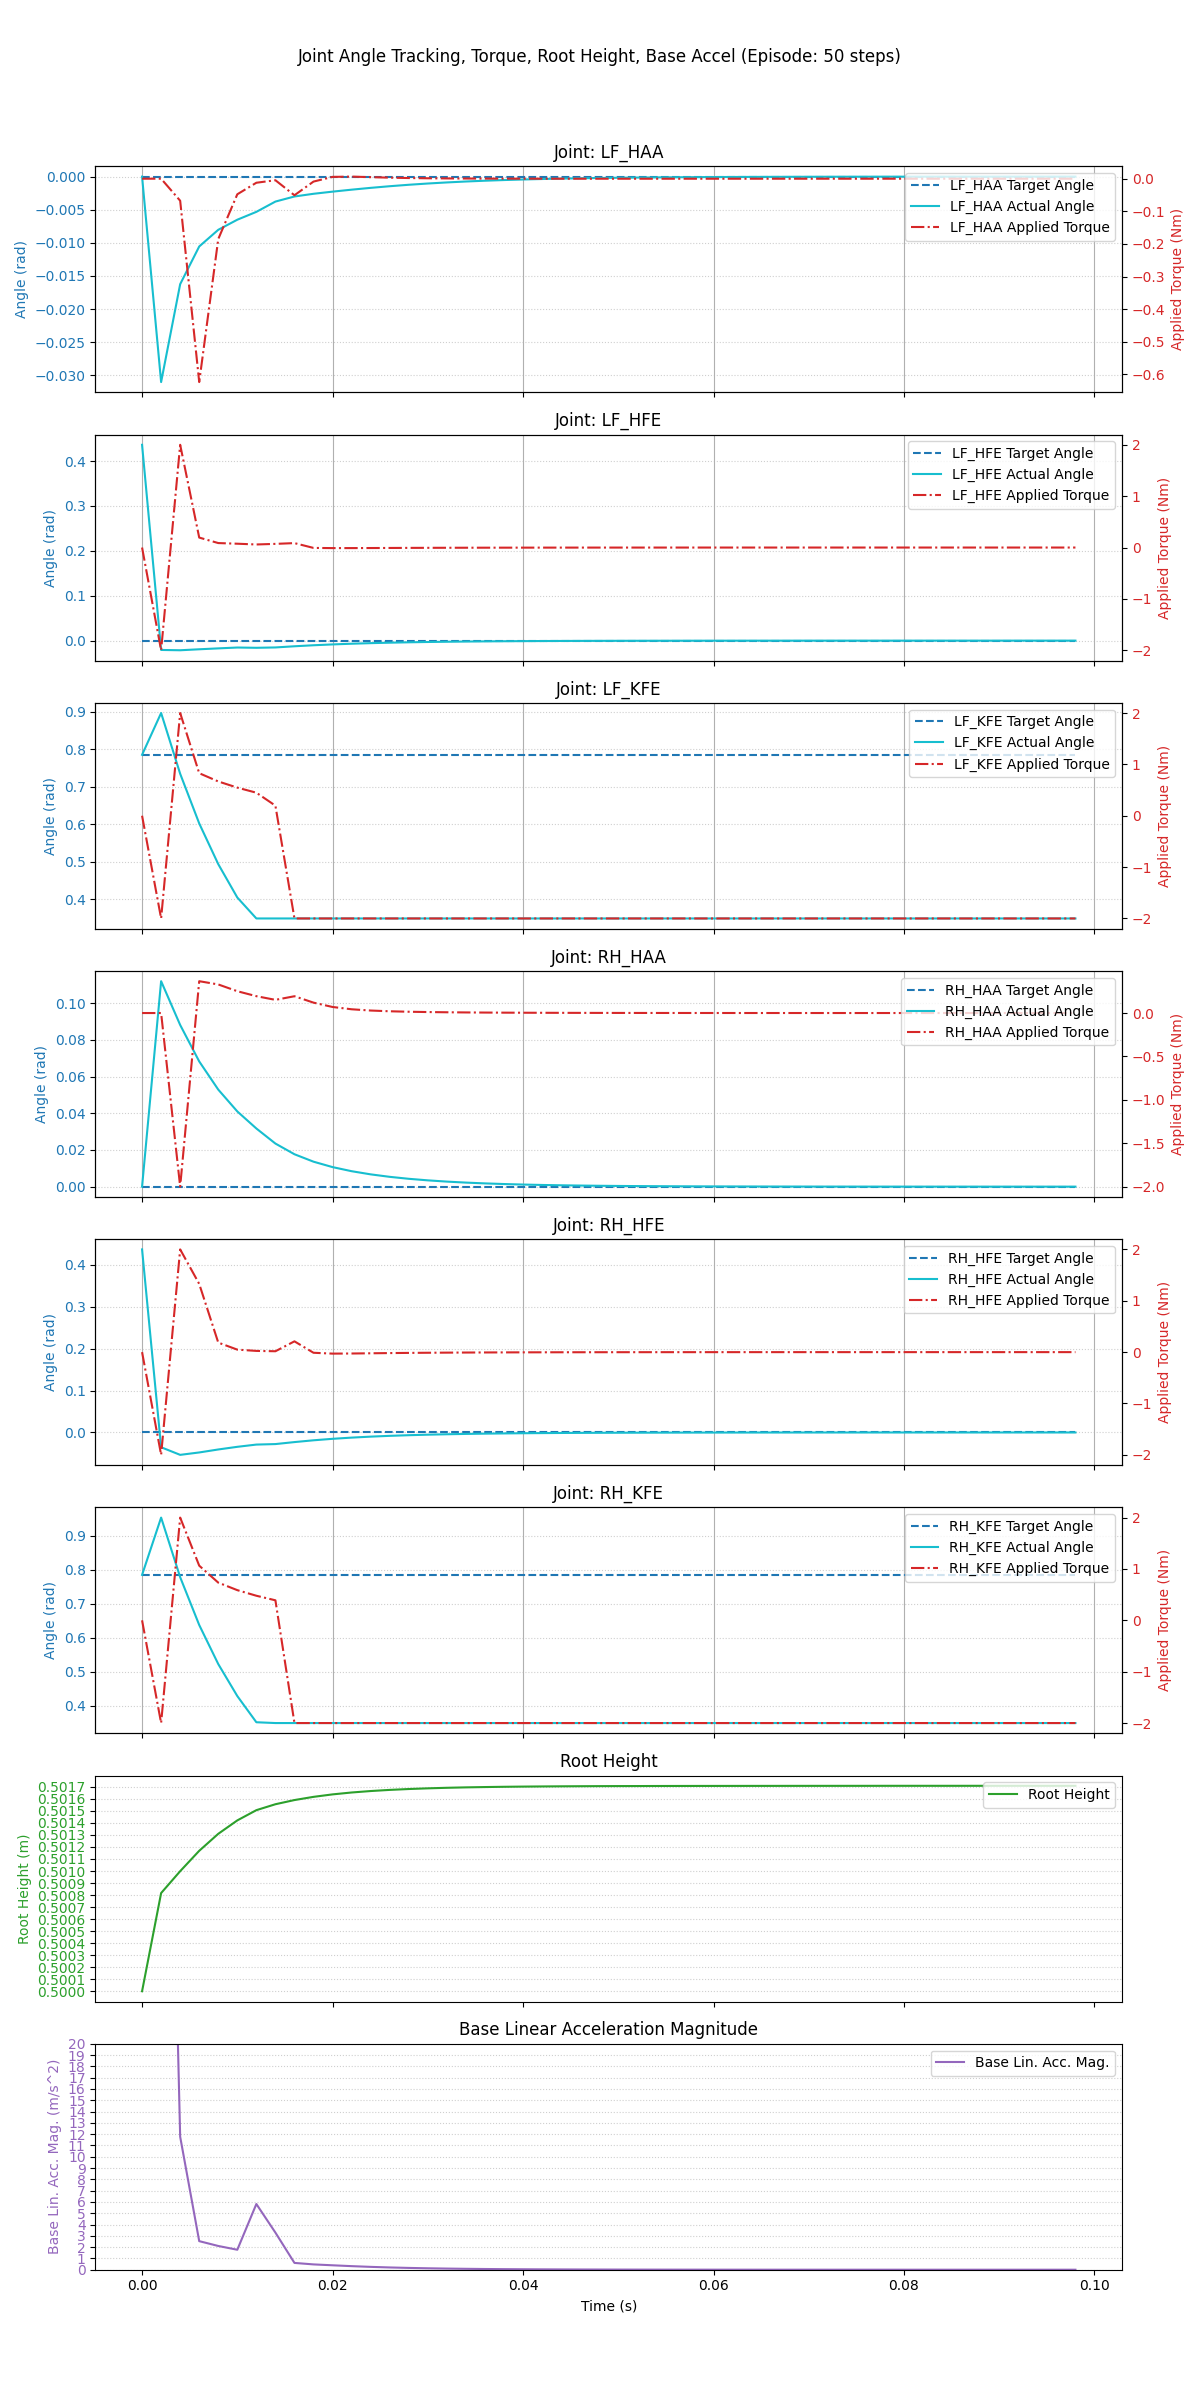 Joint Angle Tracking, Torque, Root Height, Base Accel (Episode: 50 steps)
Joint: LF_HAA
Angle (rad)
0.000
−0.005
−0.010
−0.015
−0.020
−0.025
−0.030
LF_HAA Target Angle
LF_HAA Actual Angle
LF_HAA Applied Torque
0.0
−0.1
−0.2
−0.3
−0.4
−0.5
−0.6
Applied Torque (Nm)
Joint: LF_HFE
Angle (rad)
0.4
0.3
0.2
0.1
0.0
LF_HFE Target Angle
LF_HFE Actual Angle
LF_HFE Applied Torque
2
1
0
−1
−2
Applied Torque (Nm)
Joint: LF_KFE
Angle (rad)
0.9
0.8
0.7
0.6
0.5
0.4
LF_KFE Target Angle
LF_KFE Actual Angle
LF_KFE Applied Torque
2
1
0
−1
−2
Applied Torque (Nm)
Joint: RH_HAA
Angle (rad)
0.10
0.08
0.06
0.04
0.02
0.00
RH_HAA Target Angle
RH_HAA Actual Angle
RH_HAA Applied Torque
0.0
−0.5
−1.0
−1.5
−2.0
Applied Torque (Nm)
Joint: RH_HFE
Angle (rad)
0.4
0.3
0.2
0.1
0.0
RH_HFE Target Angle
RH_HFE Actual Angle
RH_HFE Applied Torque
2
1
0
−1
−2
Applied Torque (Nm)
Joint: RH_KFE
Angle (rad)
0.9
0.8
0.7
0.6
0.5
0.4
RH_KFE Target Angle
RH_KFE Actual Angle
RH_KFE Applied Torque
2
1
0
−1
−2
Applied Torque (Nm)
Root Height
Root Height (m)
0.5017
0.5016
0.5015
0.5014
0.5013
0.5012
0.5011
0.5010
0.5009
0.5008
0.5007
0.5006
0.5005
0.5004
0.5003
0.5002
0.5001
0.5000
Root Height
Base Linear Acceleration Magnitude
Base Lin. Acc. Mag. (m/s^2)
20
19
18
17
16
15
14
13
12
11
10
9
8
7
6
5
4
3
2
1
0
Base Lin. Acc. Mag.
0.00
0.02
0.04
0.06
0.08
0.10
Time (s)